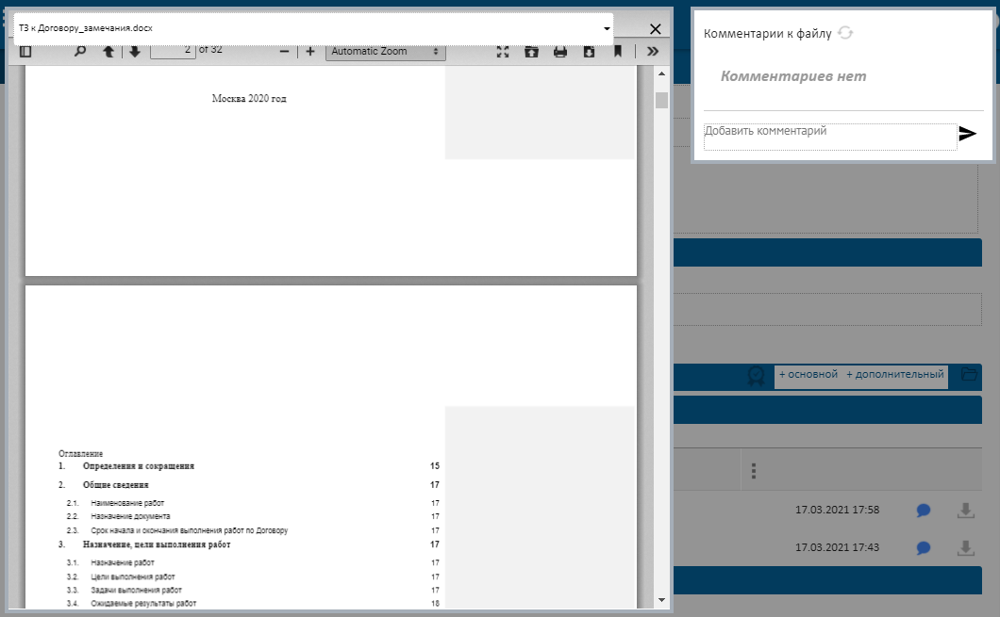 ТЗ к Договору_замечания.docx
2 of 32
Automatic Zoom
Москва 2020 год
Оглавление
1. Определения и сокращения 15
2. Общие сведения 17
2.1. Наименование работ 17
2.2. Назначение документа 17
2.3. Срок начала и окончания выполнения работ по Договору 17
3. Назначение, цели выполнения работ 17
3.1. Назначение работ 17
3.2. Цели выполнения работ 17
3.3. Задачи выполнения работ 17
3.4. Ожидаемые результаты работ 18
Комментарии к файлу
Комментариев нет
Добавить комментарий
+ основной + дополнительный
17.03.2021 17:58
17.03.2021 17:43